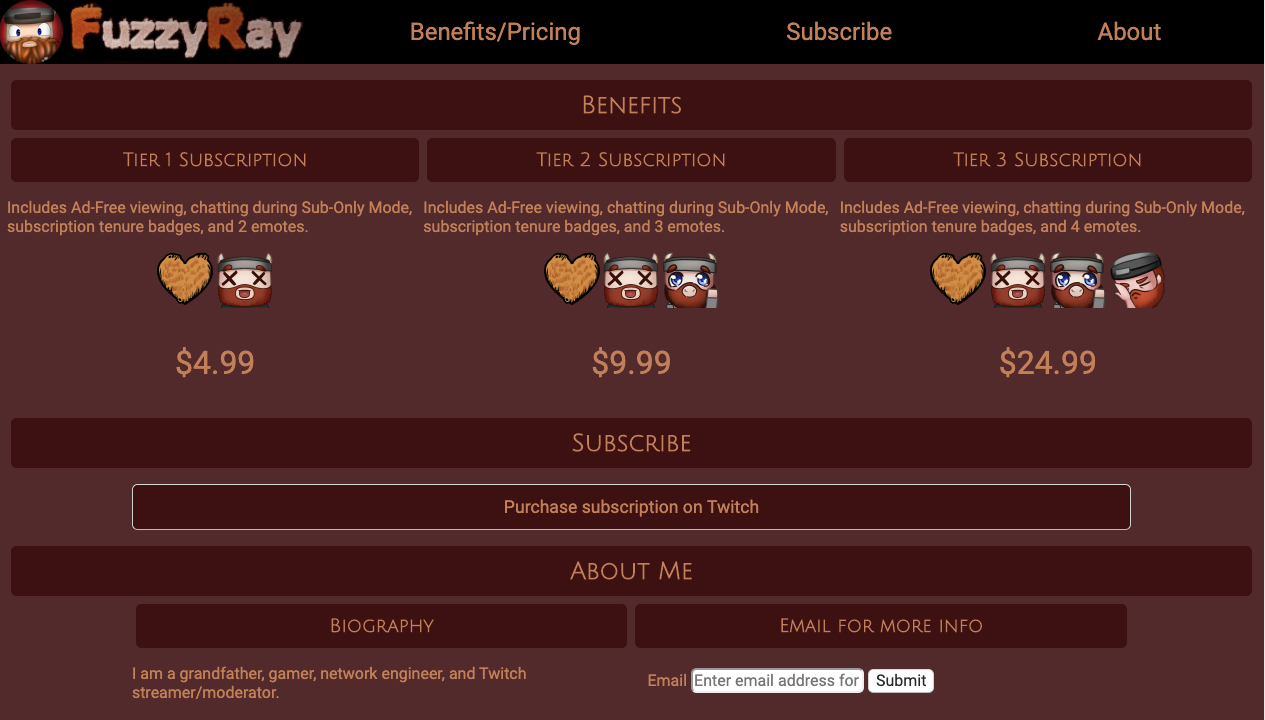 FuzzyRay
Benefits/Pricing
Subscribe
About
Benefits
Tier 1 Subscription
Tier 2 Subscription
Tier 3 Subscription
Includes Ad-Free viewing, chatting during Sub-Only Mode,
subscription tenure badges, and 2 emotes.
Includes Ad-Free viewing, chatting during Sub-Only Mode,
subscription tenure badges, and 3 emotes.
Includes Ad-Free viewing, chatting during Sub-Only Mode,
subscription tenure badges, and 4 emotes.
$4.99
$9.99
$24.99
Subscribe
Purchase subscription on Twitch
About Me
Biography
Email for more info
I am a grandfather, gamer, network engineer, and Twitch
streamer/moderator.
Email Enter email address for Submit